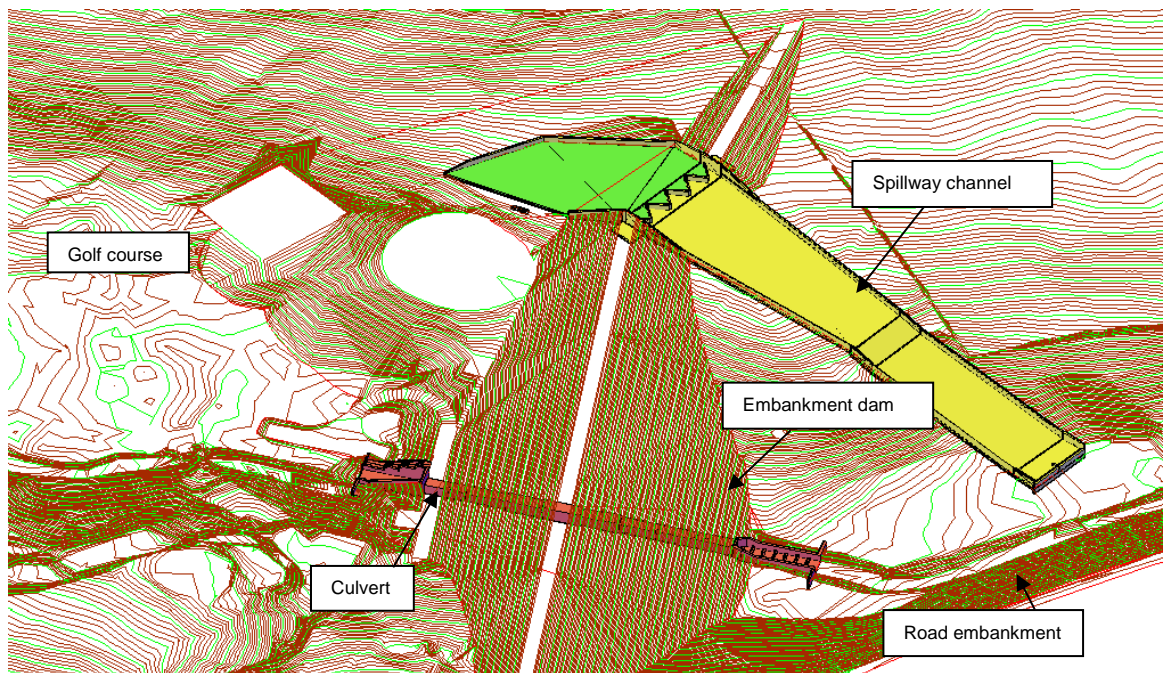 Spillway channel
Golf course
Embankment dam
Culvert
Road embankment